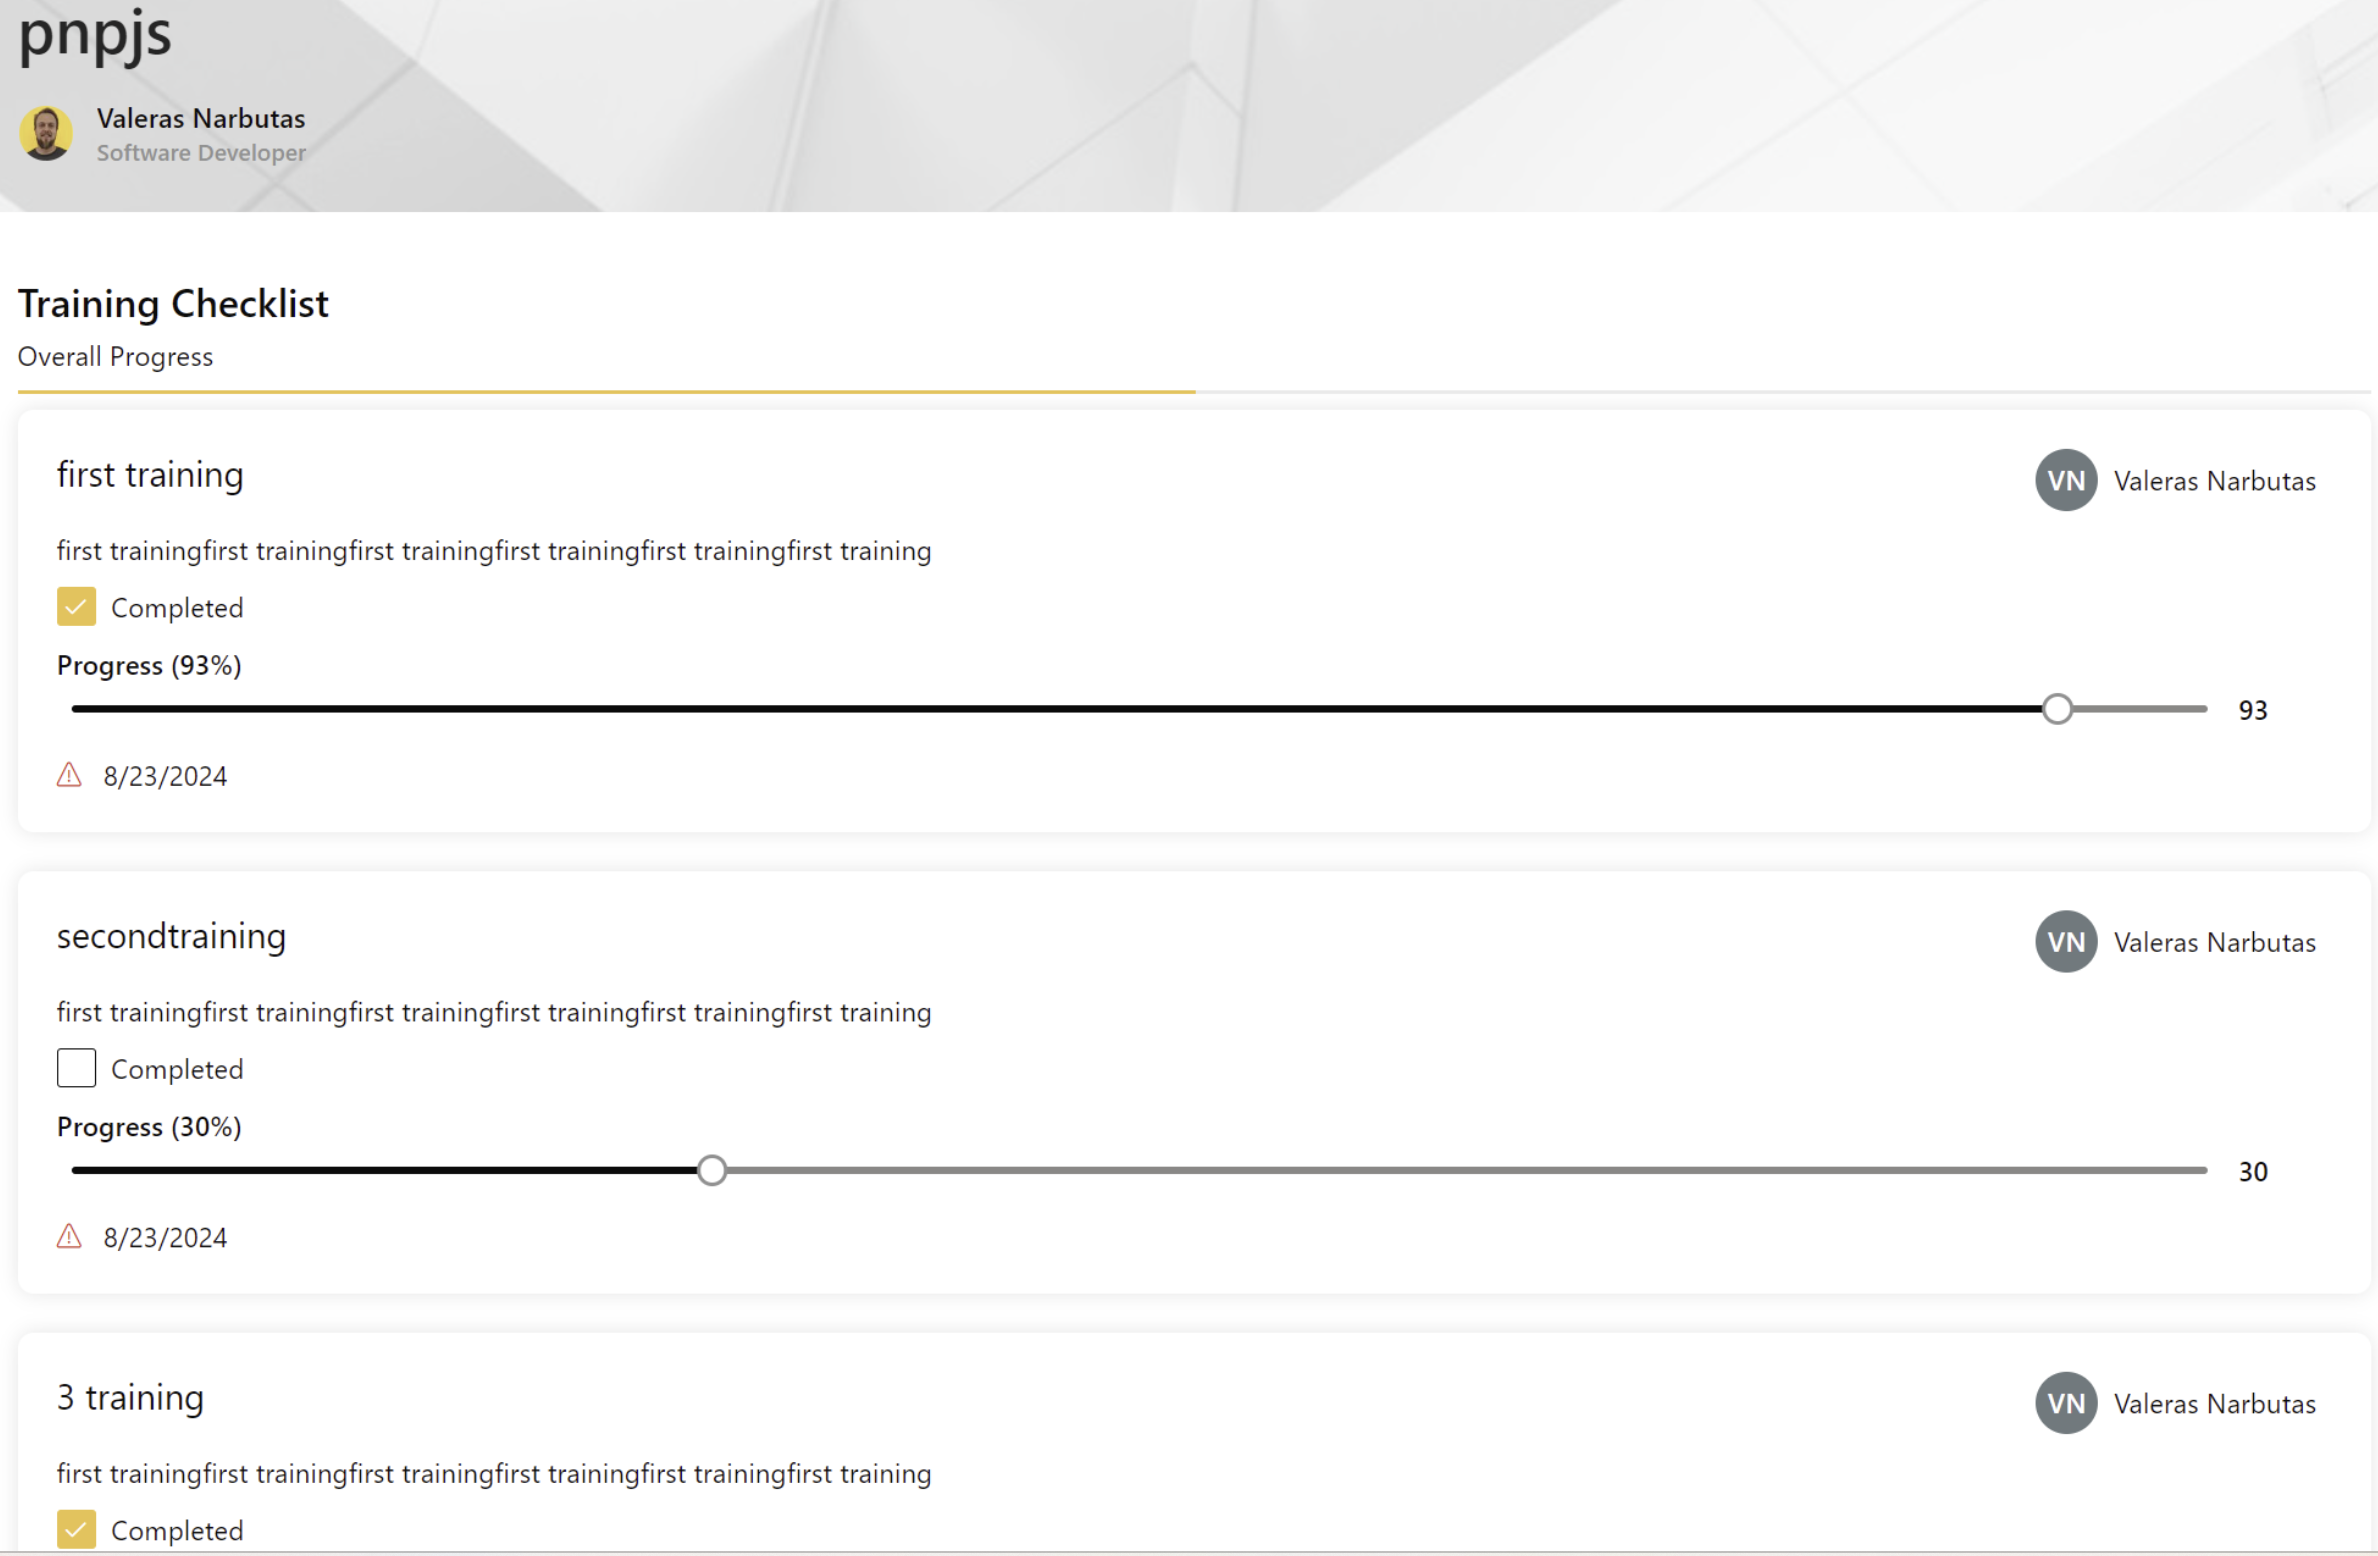 pnpjs
Valeras Narbutas
Software Developer
Training Checklist
Overall Progress
first training
VN Valeras Narbutas
first trainingfirst trainingfirst trainingfirst trainingfirst trainingfirst training
Completed
Progress (93%)
93
8/23/2024
secondtraining
VN Valeras Narbutas
first trainingfirst trainingfirst trainingfirst trainingfirst trainingfirst training
Completed
Progress (30%)
30
8/23/2024
3 training
VN Valeras Narbutas
first trainingfirst trainingfirst trainingfirst trainingfirst trainingfirst training
Completed